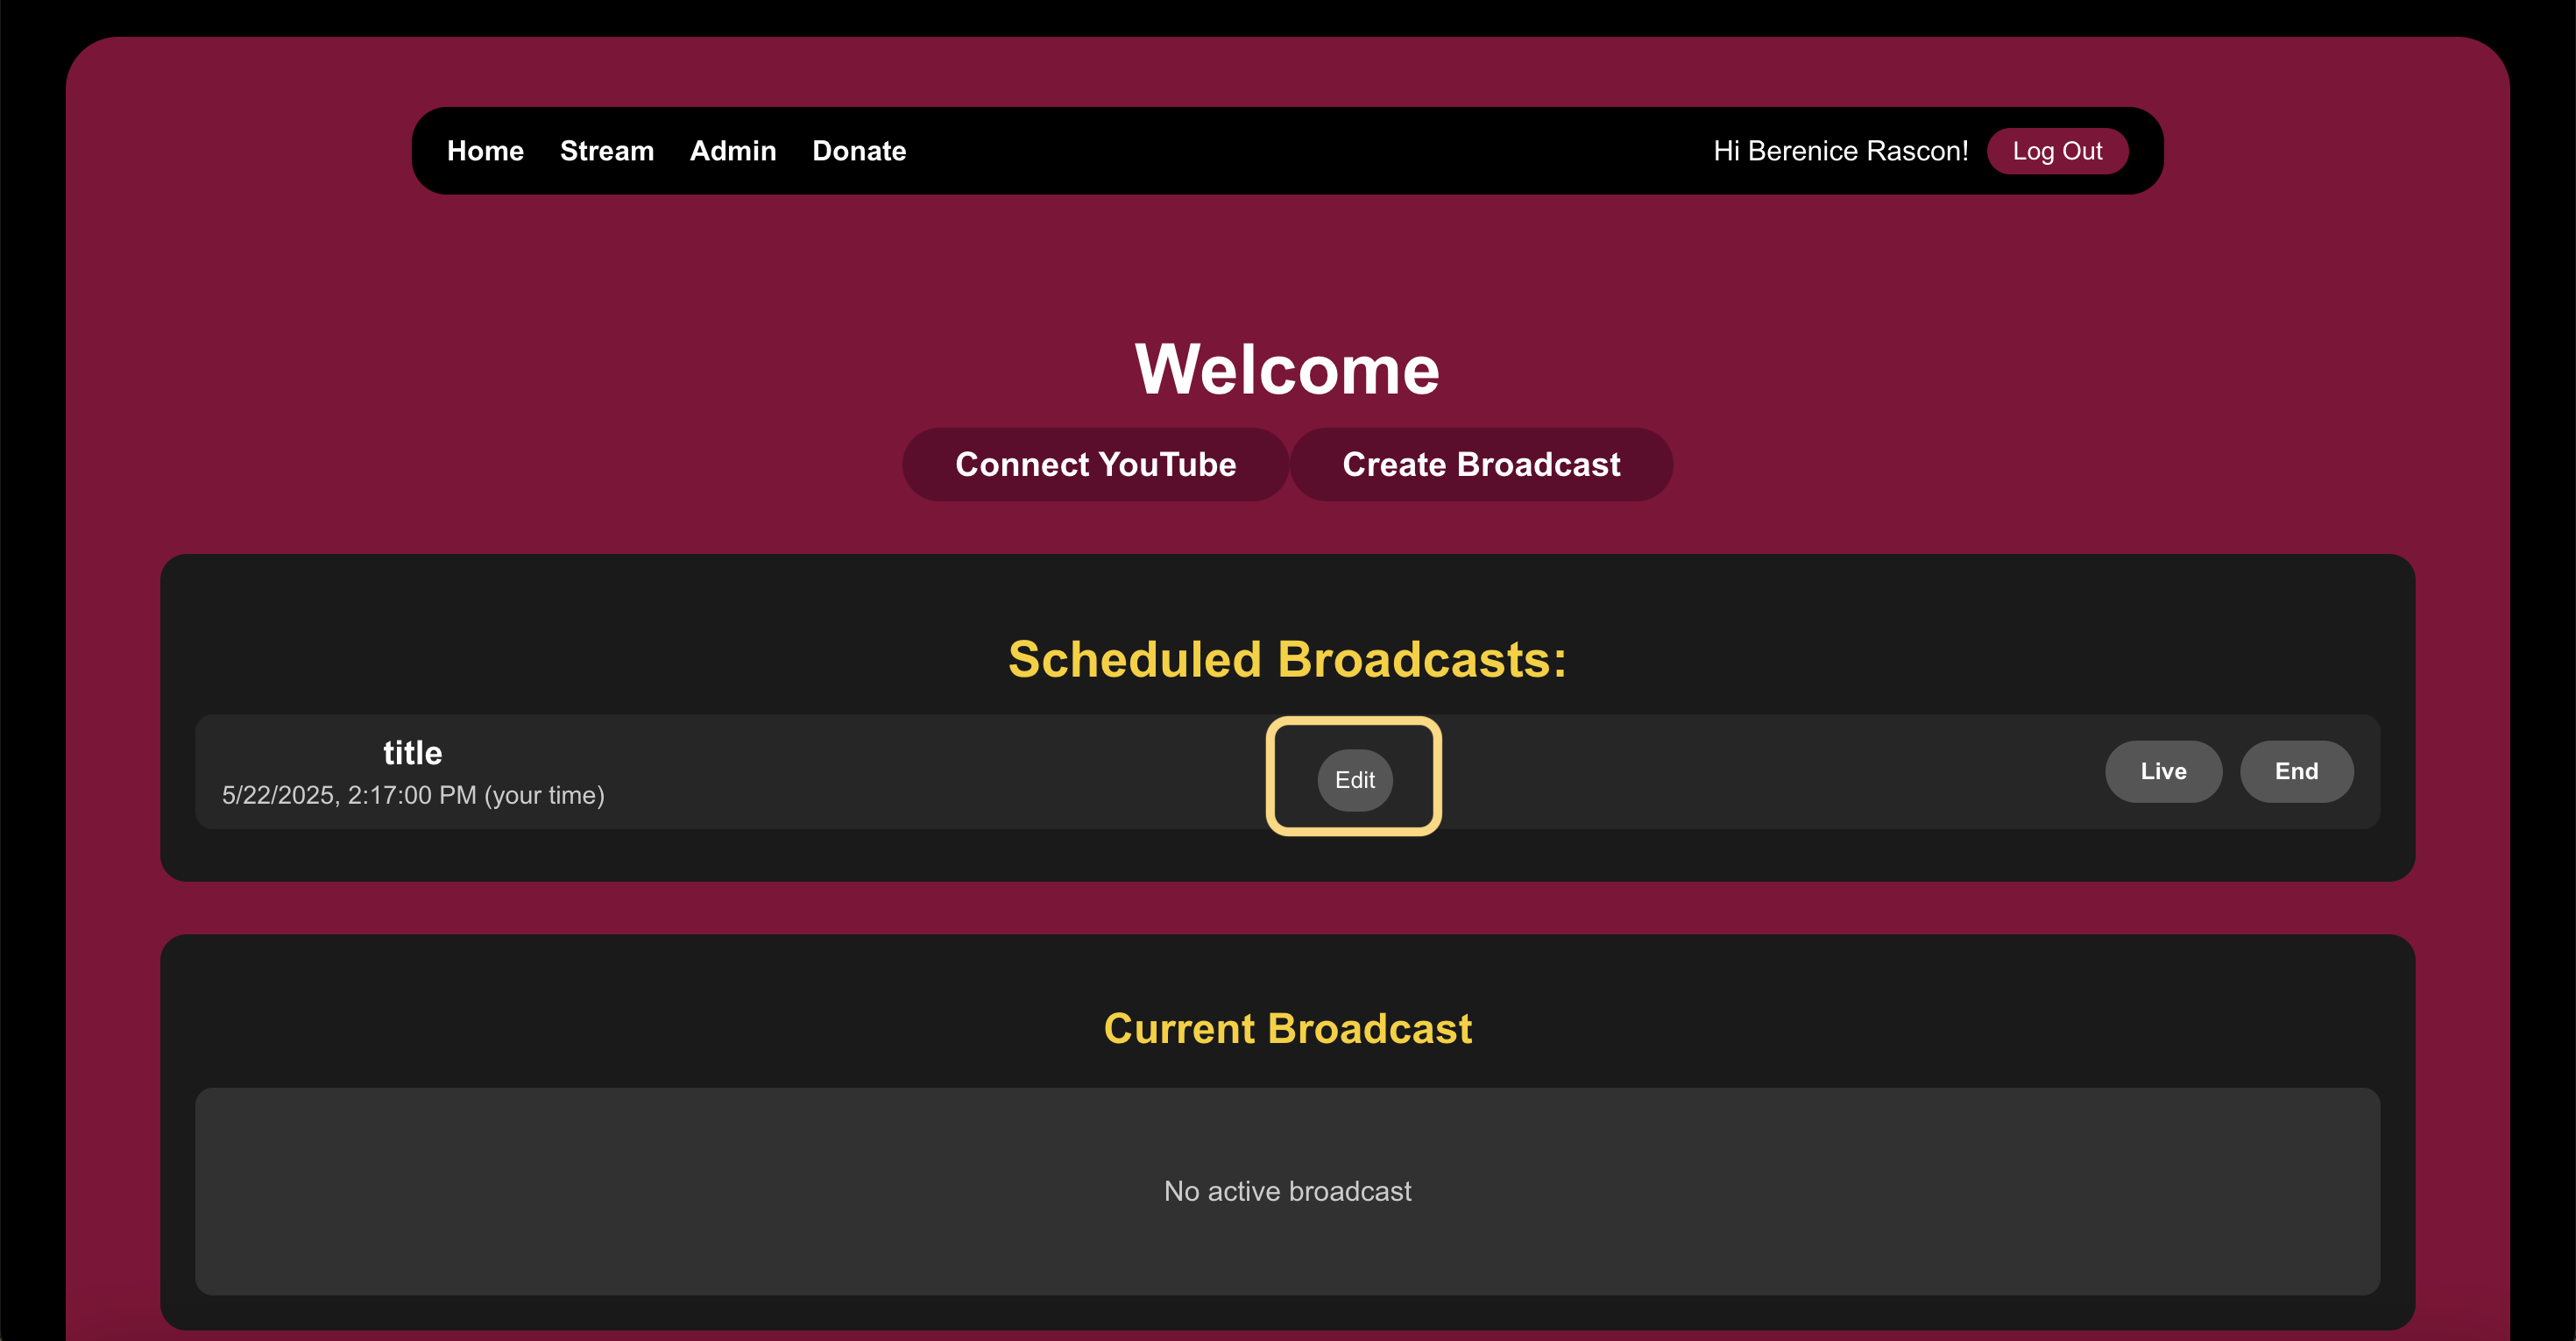 Home Stream Admin Donate Hi Berenice Rascon! Log Out
Welcome
Connect YouTube Create Broadcast
Scheduled Broadcasts:
title
5/22/2025, 2:17:00 PM (your time)
Edit
Live End
Current Broadcast
No active broadcast